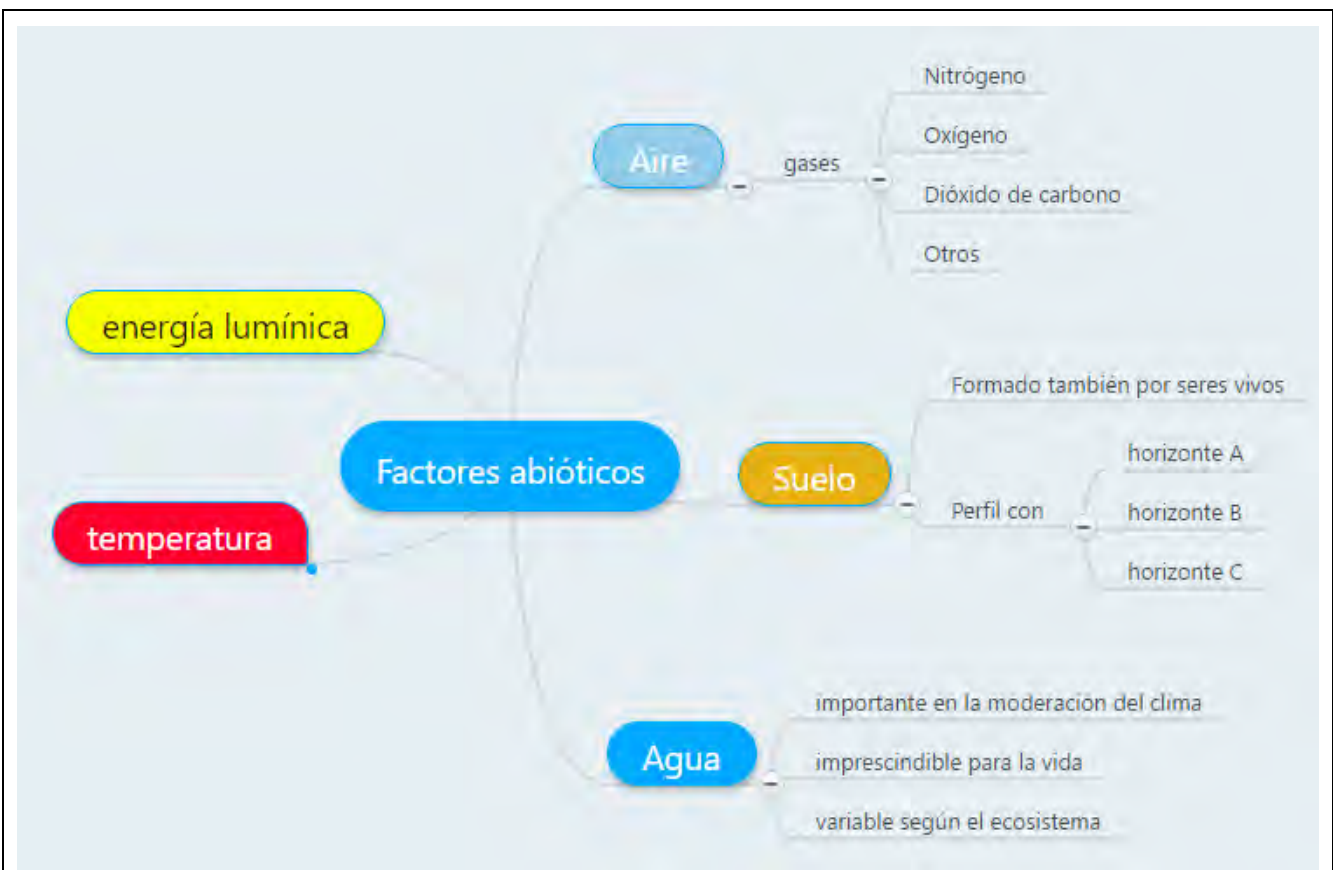 Nitrógeno
Oxígeno
Aire
gases
Dióxido de carbono
Otros
energía lumínica
Formado también por seres vivos
Factores abióticos
Suelo
horizonte A
Perfil con
horizonte B
horizonte C
temperatura
importante en la moderación del clima
Agua
imprescindible para la vida
variable según el ecosistema